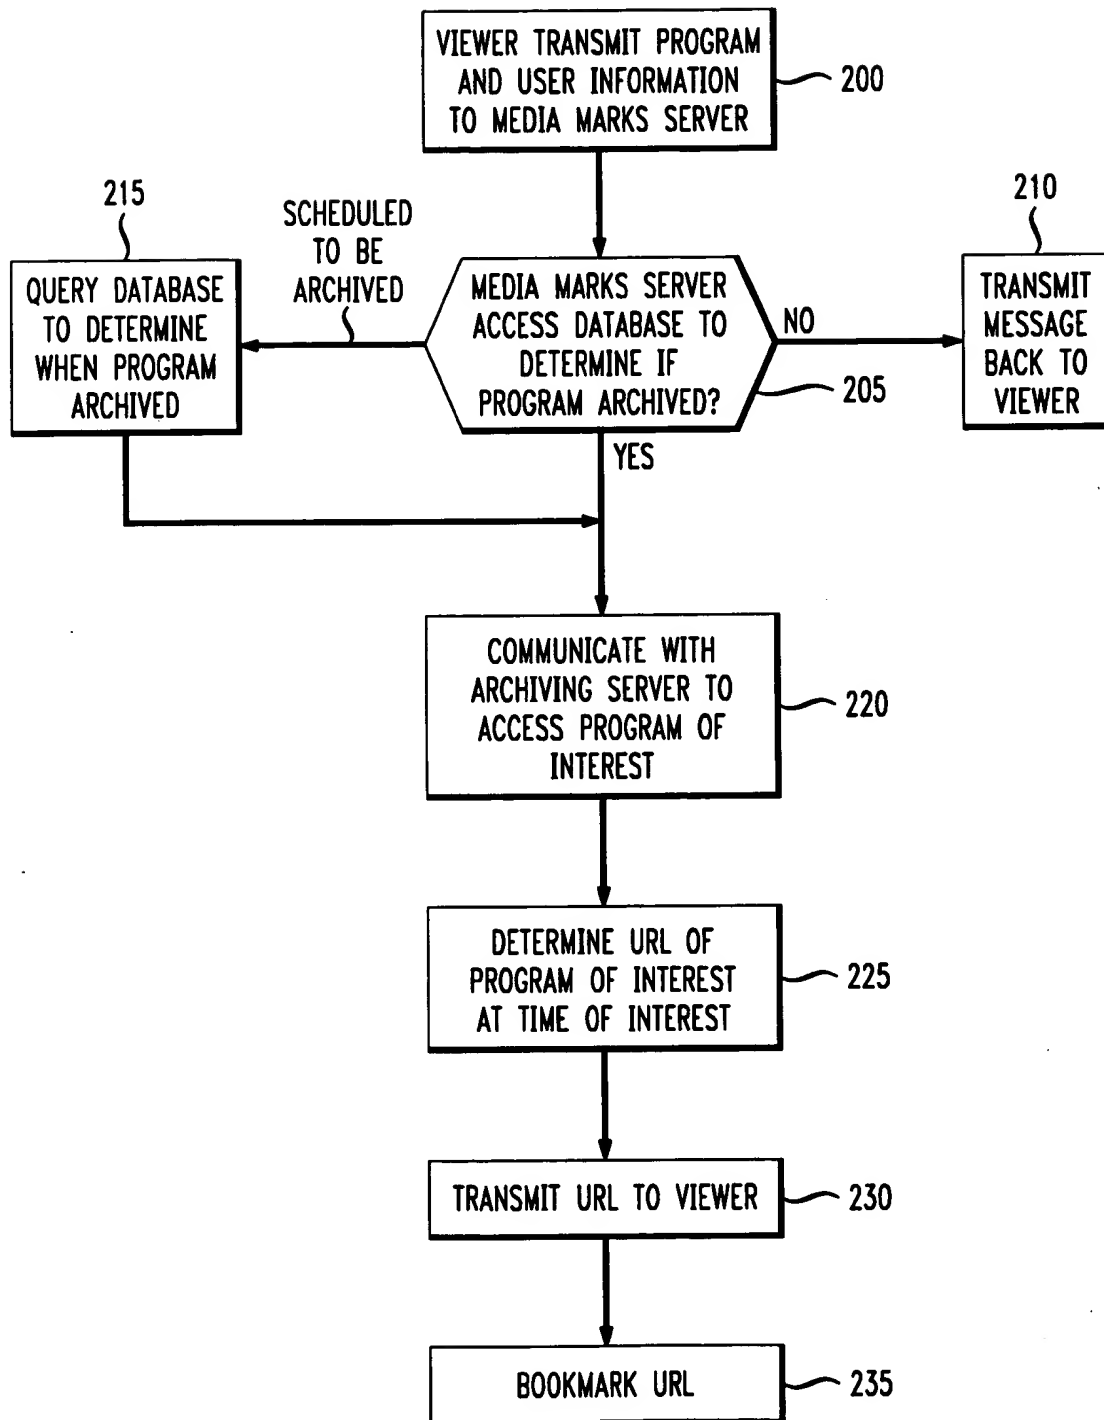 VIEWER TRANSMIT PROGRAM
AND USER INFORMATION
TO MEDIA MARKS SERVER
200
215
SCHEDULED
TO BE
ARCHIVED
210
QUERY DATABASE
TO DETERMINE
WHEN PROGRAM
ARCHIVED
MEDIA MARKS SERVER
ACCESS DATABASE TO
DETERMINE IF
PROGRAM ARCHIVED?
NO
205
TRANSMIT
MESSAGE
BACK TO
VIEWER
YES
COMMUNICATE WITH
ARCHIVING SERVER TO
ACCESS PROGRAM OF
INTEREST
220
DETERMINE URL OF
PROGRAM OF INTEREST
AT TIME OF INTEREST
225
TRANSMIT URL TO VIEWER
230
BOOKMARK URL
235